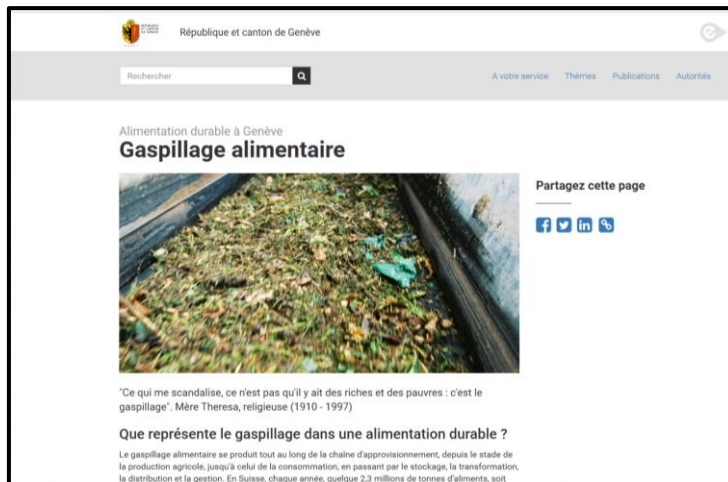 République et canton de Genève
Rechercher
A votre service Thèmes Publications Autorités
Alimentation durable à Genève
Gaspillage alimentaire
Partagez cette page
"Ce qui me scandalise, ce n'est pas qu'il y ait des riches et des pauvres : c'est le
gaspillage". Mère Theresa, religieuse (1910 - 1997)
Que représente le gaspillage dans une alimentation durable ?
Le gaspillage alimentaire se produit tout au long de la chaîne d'approvisionnement, depuis le stade de
la production agricole, jusqu'à celui de la consommation, en passant par le stockage, la transformation,
la distribution et la gestion. En Suisse, chaque année, quelque 2,3 millions de tonnes d'aliments, soit